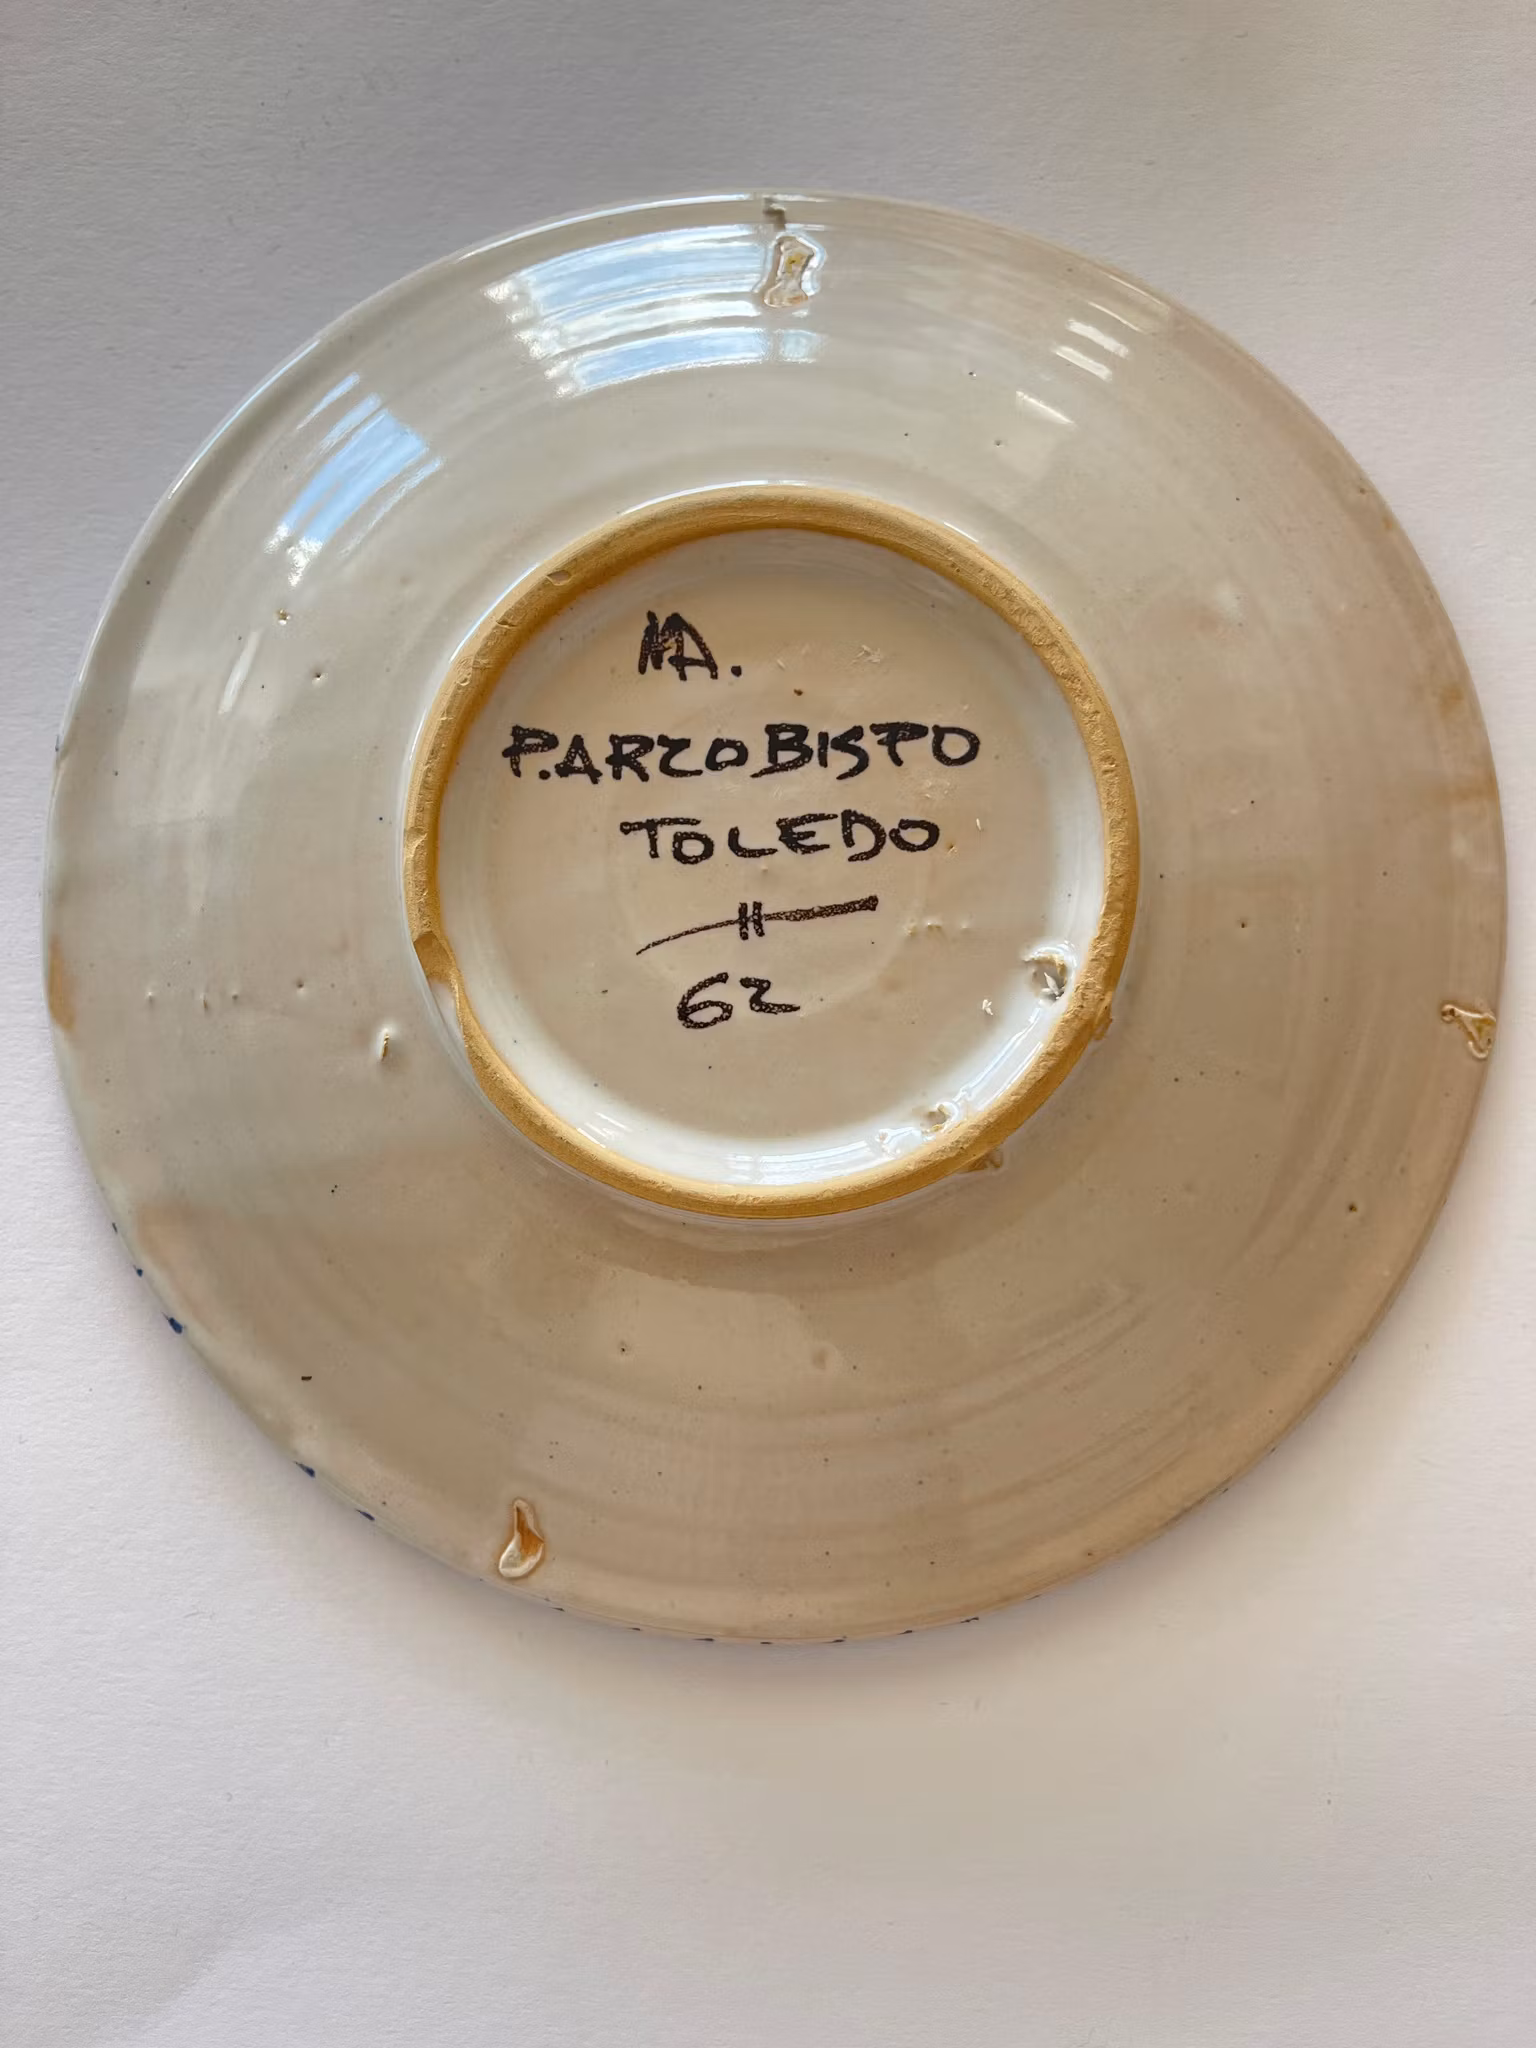 MA.
P.ARZOBISPO
TOLEDO
62